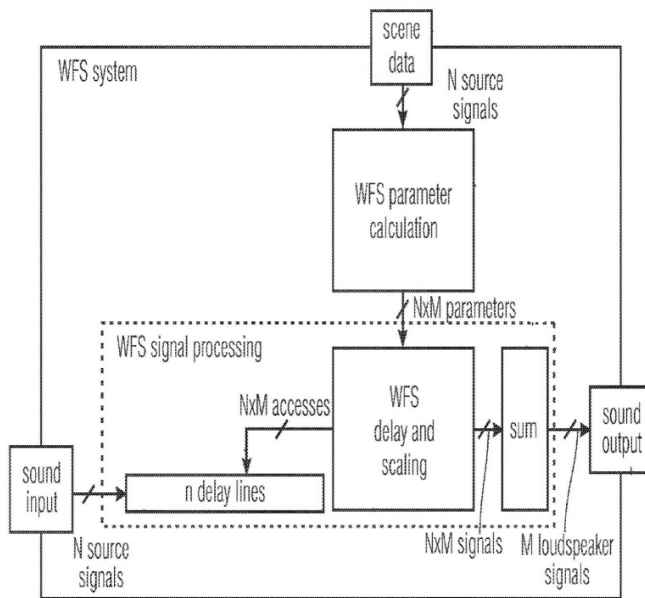 scene
data
WFS system
N source
signals
WFS parameter
calculation
NxM parameters
WFS signal processing
NxM accesses
WFS
delay and
scaling
sum
sound
output
sound
input
n delay lines
N source
signals
NxM signals
M loudspeaker
signals